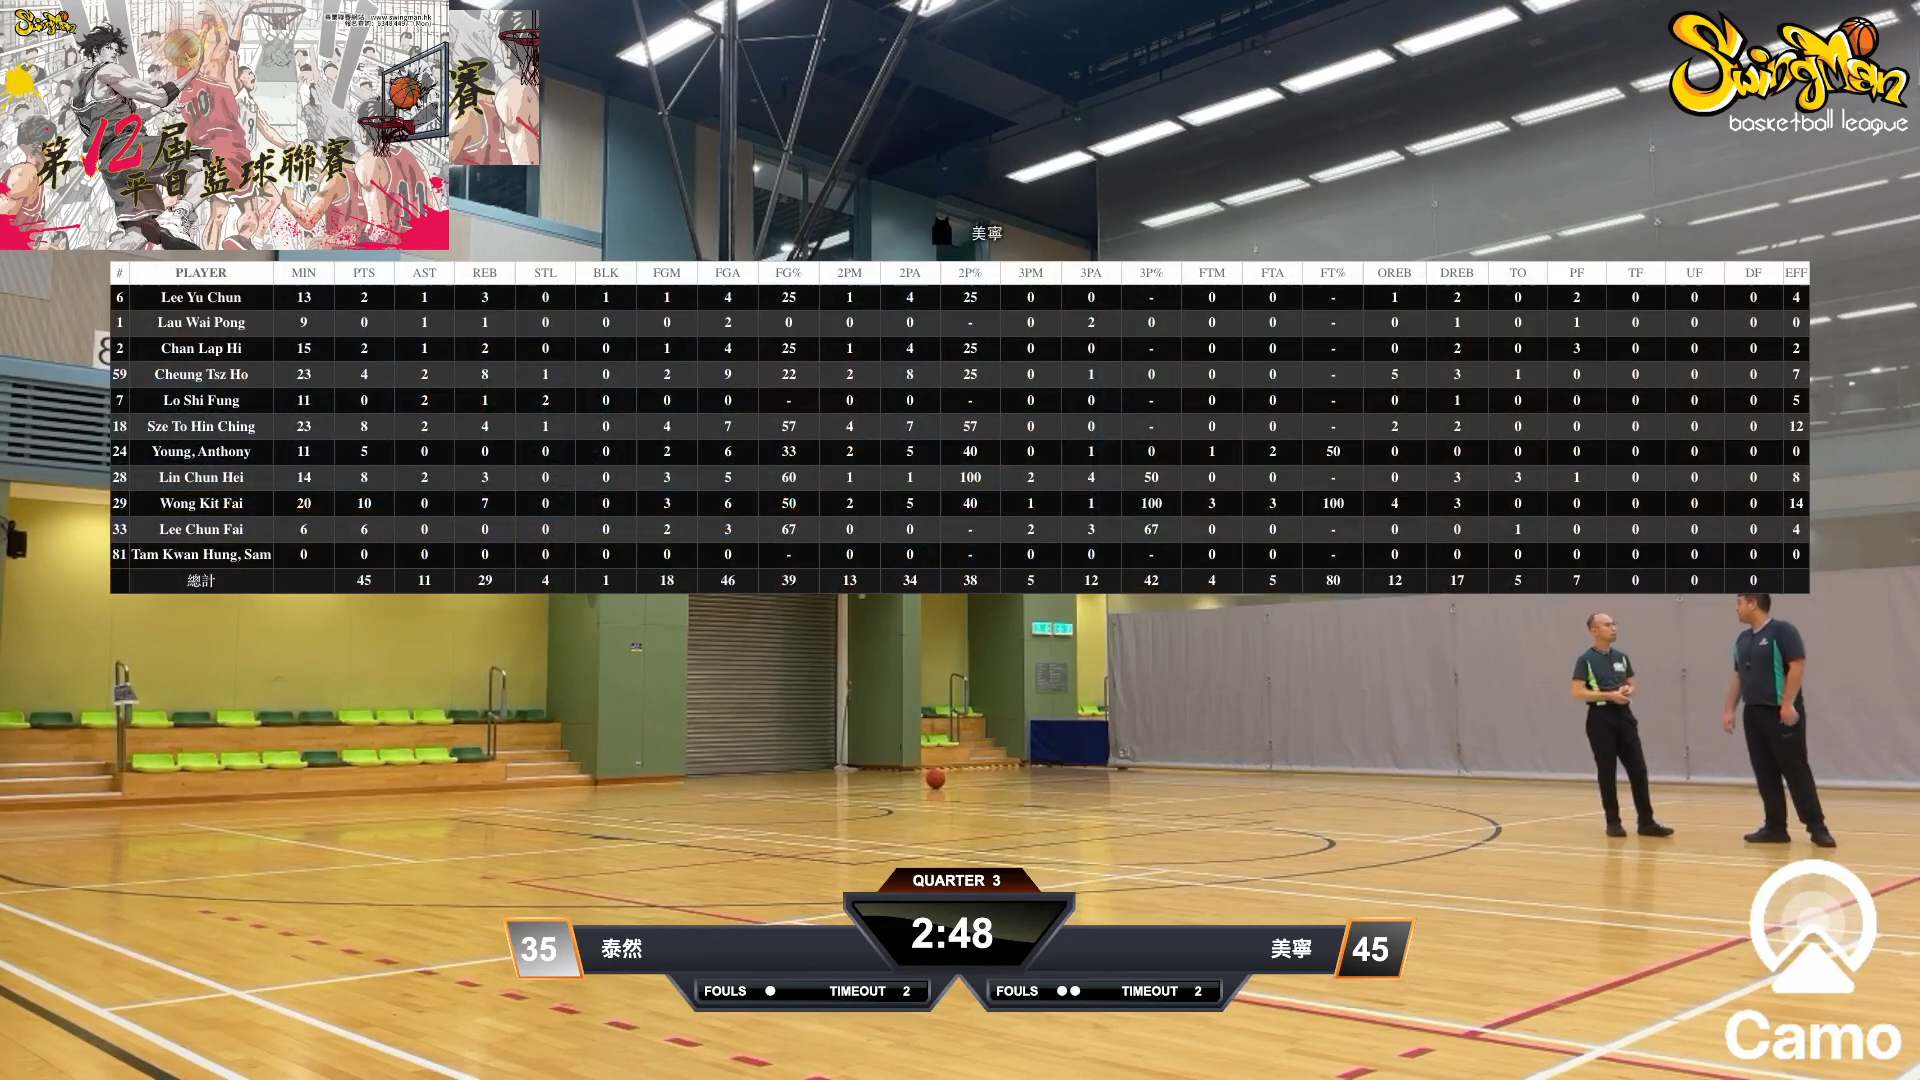 SwingMan
專業聯賽網站: www.swingman.hk
報名查詢: 6348 4497 (Mon)
第12屆
平日籃球聯賽
賽
SwingMan
basketball league
美寧
# PLAYER MIN PTS AST REB STL BLK FGM FGA FG% 2PM 2PA 2P% 3PM 3PA 3P% FTM FTA FT% OREB DREB TO PF TF UF DF EFF
6 Lee Yu Chun 13 2 1 3 0 1 1 4 25 1 4 25 0 0 - 0 0 - 1 2 0 2 0 0 0 4
1 Lau Wai Pong 9 0 1 1 0 0 0 2 0 0 0 - 0 2 0 0 0 - 0 1 0 1 0 0 0 0
2 Chan Lap Hi 15 2 1 2 0 0 1 4 25 1 4 25 0 0 - 0 0 - 0 2 0 3 0 0 0 2
59 Cheung Tsz Ho 23 4 2 8 1 0 2 9 22 2 8 25 0 1 0 0 0 - 5 3 1 0 0 0 0 7
7 Lo Shi Fung 11 0 2 1 2 0 0 0 - 0 0 - 0 0 - 0 0 - 0 1 0 0 0 0 0 5
18 Sze To Hin Ching 23 8 2 4 1 0 4 7 57 4 7 57 0 0 - 0 0 - 2 2 0 0 0 0 0 12
24 Young, Anthony 11 5 0 0 0 0 2 6 33 2 5 40 0 1 0 1 2 50 0 0 0 0 0 0 0 0
28 Lin Chun Hei 14 8 2 3 0 0 3 5 60 1 1 100 2 4 50 0 0 - 0 3 3 1 0 0 0 8
29 Wong Kit Fai 20 10 0 7 0 0 3 6 50 2 5 40 1 1 100 3 3 100 4 3 0 0 0 0 0 14
33 Lee Chun Fai 6 6 0 0 0 0 2 3 67 0 0 - 2 3 67 0 0 - 0 0 1 0 0 0 0 4
81 Tam Kwan Hung, Sam 0 0 0 0 0 0 0 0 - 0 0 - 0 0 - 0 0 - 0 0 0 0 0 0 0 0
總計 45 11 29 4 1 18 46 39 13 34 38 5 12 42 4 5 80 12 17 5 7 0 0 0
QUARTER 3
2:48
35 泰然
美寧 45
FOULS TIMEOUT 2
FOULS TIMEOUT 2
Camo